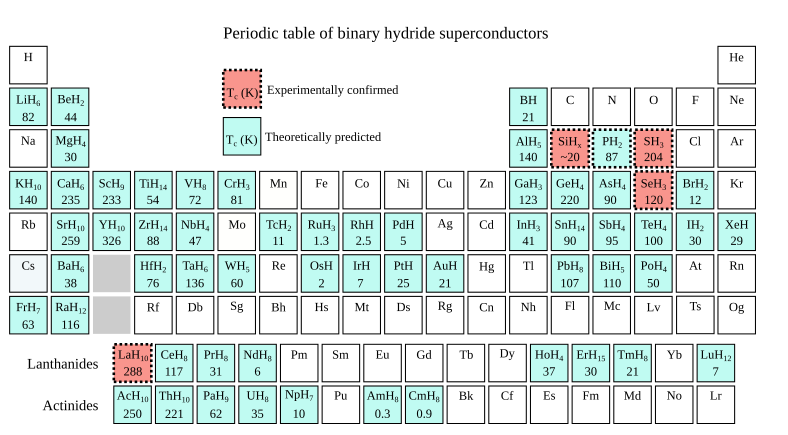 Periodic table of binary hydride superconductors
H He
Tc (K) Experimentally confirmed
LiH6 BeH2 BH C N O F Ne
82 44 21
Tc (K) Theoretically predicted
Na MgH4 AlH5 SiHx PH2 SH3 Cl Ar
30 140 ~20 87 204
KH10 CaH6 ScH9 TiH14 VH8 CrH3 Mn Fe Co Ni Cu Zn GaH3 GeH4 AsH4 SeH3 BrH2 Kr
140 235 233 54 72 81 123 220 90 120 12
Rb SrH10 YH10 ZrH14 NbH4 Mo TcH2 RuH3 RhH PdH Ag Cd InH3 SnH14 SbH4 TeH4 IH2 XeH
259 326 88 47 11 1.3 2.5 5 41 90 95 100 30 29
Cs BaH6 HfH2 TaH6 WH5 Re OsH IrH PtH AuH Hg Tl PbH8 BiH5 PoH4 At Rn
38 76 136 60 2 7 25 21 107 110 50
FrH7 RaH12 Rf Db Sg Bh Hs Mt Ds Rg Cn Nh Fl Mc Lv Ts Og
63 116
Lanthanides LaH10 CeH8 PrH8 NdH8 Pm Sm Eu Gd Tb Dy HoH4 ErH15 TmH8 Yb LuH12
288 117 31 6 37 30 21 7
Actinides AcH10 ThH10 PaH9 UH8 NpH7 Pu AmH8 CmH8 Bk Cf Es Fm Md No Lr
250 221 62 35 10 0.3 0.9